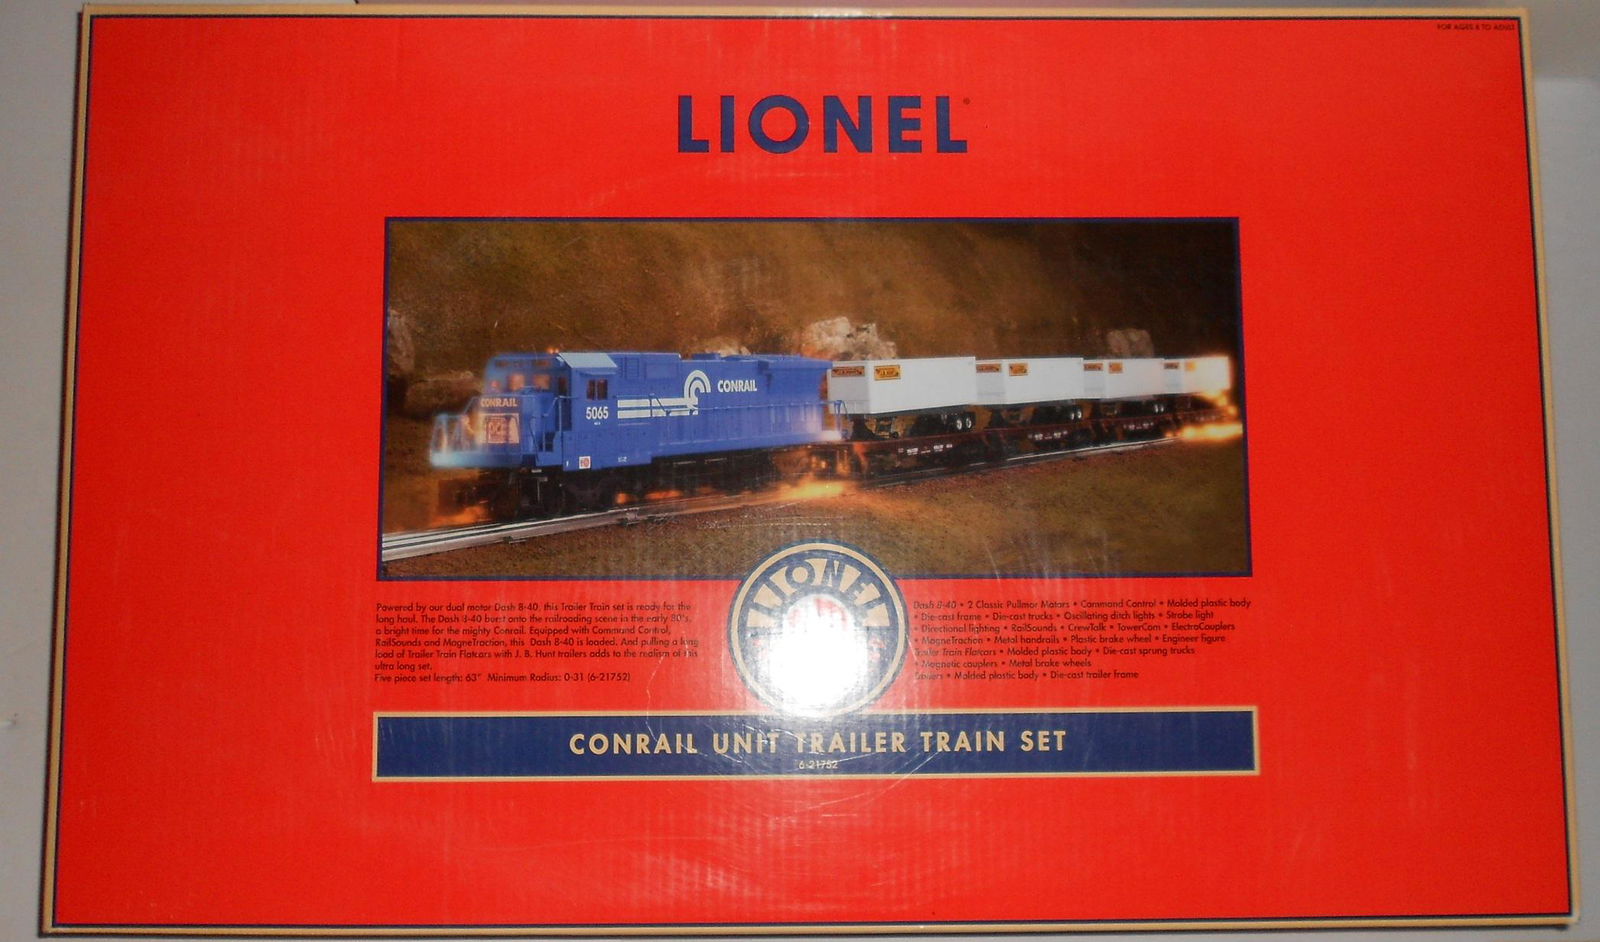 FOR AGES 8 TO ADULT
LIONEL®
CONRAIL
CONRAIL
5065
LIONEL
Powered by our dual motor Dash 8-40, this Trailer Train set is ready for the
long haul. The Dash 8-40 burst onto the railroading scene in the early 80's,
a bright time for the mighty Conrail. Equipped with Command Control,
RailSounds and MagneTraction, this Dash 8-40 is loaded. And pulling a long
load of Trailer Train Flatcars with J. B. Hunt trailers adds to the realism of this
ultra long set.
Five piece set length: 63" Minimum Radius: 0-31 (6-21752)
Dash 8-40 • 2 Classic Pullmor Motors • Command Control • Molded plastic body
• Die-cast frame • Die-cast trucks • Oscillating ditch lights • Strobe light
• Directional lighting • RailSounds • CrewTalk • TowerCom • ElectroCouplers
• MagneTraction • Metal handrails • Plastic brake wheel • Engineer figure
Trailer Train Flatcars • Molded plastic body • Die-cast sprung trucks
• Magnetic couplers • Metal brake wheels
Trailers • Molded plastic body • Die-cast trailer frame
CONRAIL UNIT TRAILER TRAIN SET
6-21752